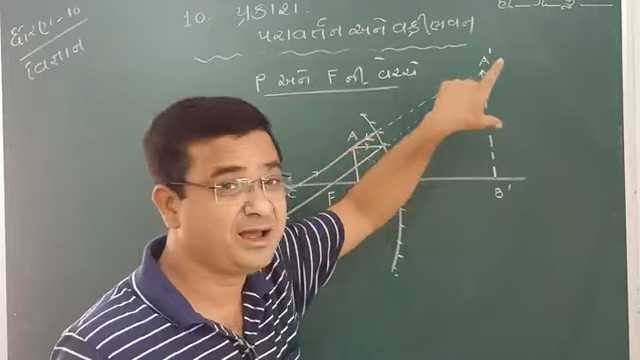 ધોરણ-10
વિજ્ઞાન
10. પ્રકાશ:
પરાવર્તન અને વક્રીભવન
P અને F ની વચ્ચે
A'
A
C
F
B'